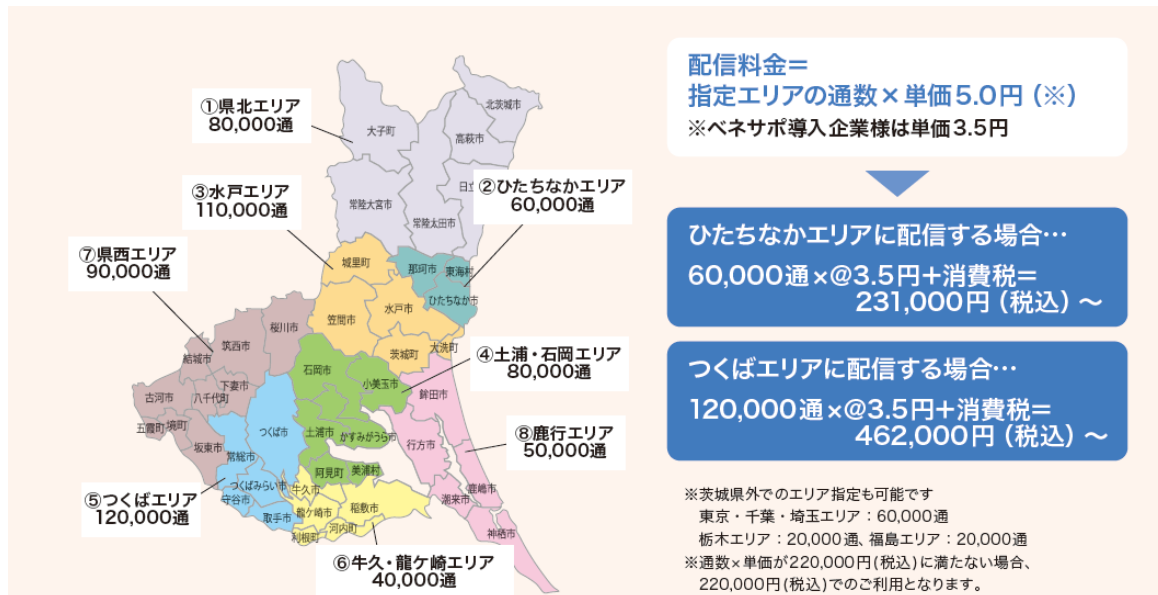 ①県北エリア
80,000通
③水戸エリア
110,000通
②ひたちなかエリア
60,000通
⑦県西エリア
90,000通
④土浦・石岡エリア
80,000通
⑧鹿行エリア
50,000通
⑤つくばエリア
120,000通
⑥牛久・龍ケ崎エリア
40,000通
北茨城市
大子町
高萩市
日立
常陸大宮市
常陸太田市
城里町
那珂市
東海村
ひたちなか市
水戸市
笠間市
桜川市
大洗町
茨城町
筑西市
結城市
石岡市
小美玉市
下妻市
鉾田市
古河市
八千代町
五霞町
境町
つくば市
土浦市
かすみがうら市
坂東市
常総市
行方市
阿見町
美浦村
つくばみらい市
牛久市
守谷市
稲敷市
龍ケ崎市
鹿嶋市
潮来市
取手市
河内町
利根町
神栖市
配信料金＝
指定エリアの通数×単価5.0円（※）
※ベネサポ導入企業様は単価3.5円
ひたちなかエリアに配信する場合…
60,000通×@3.5円＋消費税＝
231,000円（税込）～
つくばエリアに配信する場合…
120,000通×@3.5円＋消費税＝
462,000円（税込）～
※茨城県外でのエリア指定も可能です
東京・千葉・埼玉エリア：60,000通
栃木エリア：20,000通、福島エリア：20,000通
※通数×単価が220,000円(税込)に満たない場合、
220,000円(税込)でのご利用となります。